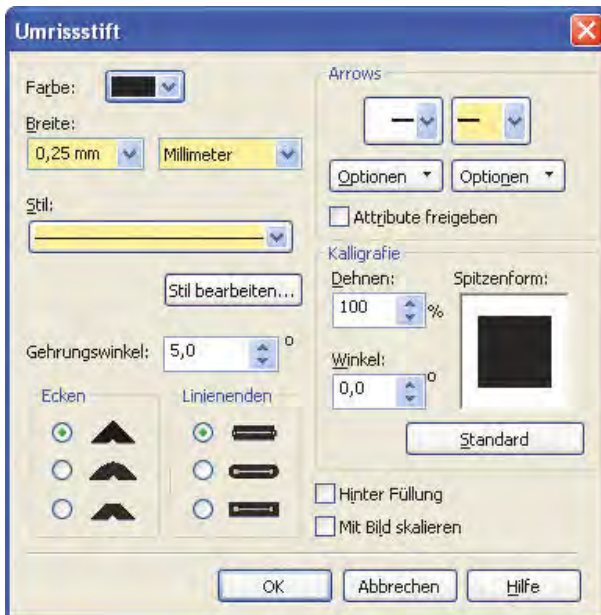 Umrissstift
Farbe:
Breite:
0,25 mm
Millimeter
Stil:
Stil bearbeiten...
Gehrungswinkel:
5,0
°
Ecken
Linienenden
Arrows
Optionen
Optionen
Attribute freigeben
Kalligrafie
Dehnen:
Spitzenform:
100
%
Winkel:
0,0
°
Standard
Hinter Füllung
Mit Bild skalieren
OK
Abbrechen
Hilfe